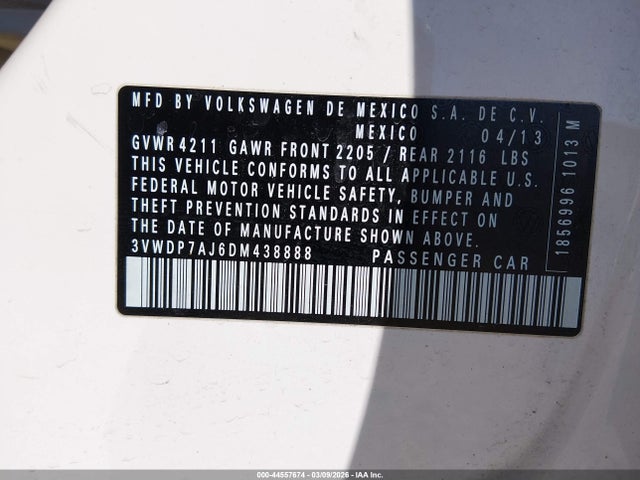 MFD BY VOLKSWAGEN DE MEXICO S.A. DE C.V.
MEXICO 04/13
GVWR 4211 GAWR FRONT 2205 / REAR 2116 LBS
THIS VEHICLE CONFORMS TO ALL APPLICABLE U.S.
FEDERAL MOTOR VEHICLE SAFETY, BUMPER AND
THEFT PREVENTION STANDARDS IN EFFECT ON
THE DATE OF MANUFACTURE SHOWN ABOVE.
3VWDP7AJ6DM438888 PASSENGER CAR
1856996 1013 M
000-44557674 | 03/09/2026 - IAA Inc.